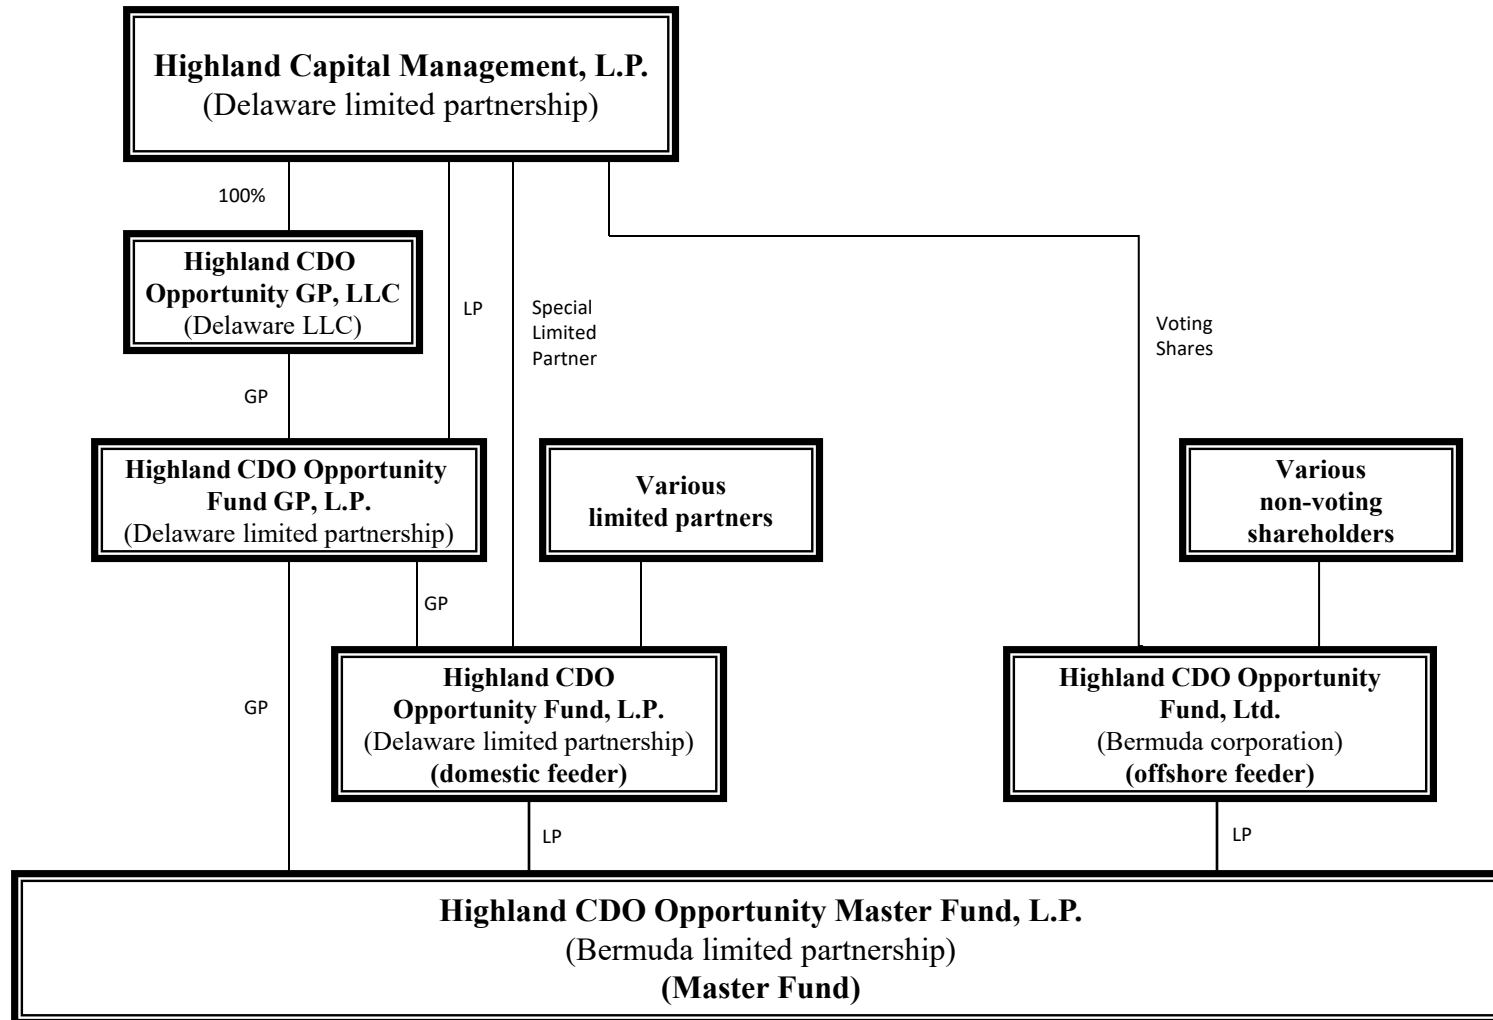 Highland Capital Management, L.P.
(Delaware limited partnership)
100%
Highland CDO
Opportunity GP, LLC
(Delaware LLC)
LP
Special
Limited
Partner
Voting
Shares
GP
Highland CDO Opportunity
Fund GP, L.P.
(Delaware limited partnership)
Various
limited partners
Various
non-voting
shareholders
GP
GP
Highland CDO
Opportunity Fund, L.P.
(Delaware limited partnership)
(domestic feeder)
Highland CDO Opportunity
Fund, Ltd.
(Bermuda corporation)
(offshore feeder)
LP
LP
Highland CDO Opportunity Master Fund, L.P.
(Bermuda limited partnership)
(Master Fund)